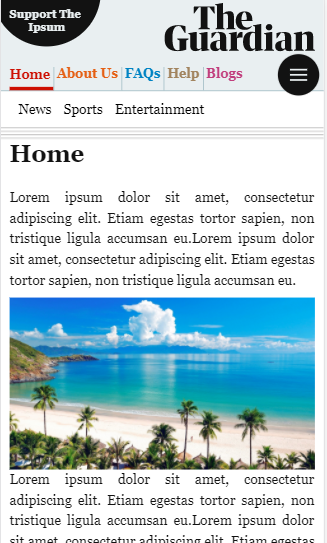 Support The
Ipsum
The
Guardian
Home About Us FAQs Help Blogs
News Sports Entertainment
Home
Lorem ipsum dolor sit amet, consectetur
adipiscing elit. Etiam egestas tortor sapien, non
tristique ligula accumsan eu.Lorem ipsum dolor
sit amet, consectetur adipiscing elit. Etiam egestas
tortor sapien, non tristique ligula accumsan eu.
Lorem ipsum dolor sit amet, consectetur
adipiscing elit. Etiam egestas tortor sapien, non
tristique ligula accumsan eu.Lorem ipsum dolor
sit amet, consectetur adipiscing elit. Etiam egestas